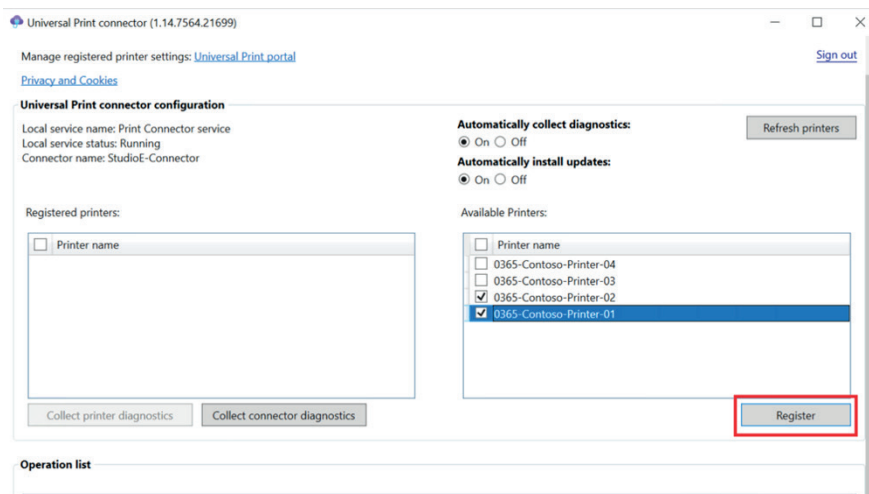 Universal Print connector (1.14.7564.21699)
Manage registered printer settings: Universal Print portal
Sign out
Privacy and Cookies
Universal Print connector configuration
Local service name: Print Connector service
Local service status: Running
Connector name: StudioE-Connector
Automatically collect diagnostics:
On Off
Automatically install updates:
On Off
Refresh printers
Registered printers:
Printer name
Available Printers:
Printer name
0365-Contoso-Printer-04
0365-Contoso-Printer-03
0365-Contoso-Printer-02
0365-Contoso-Printer-01
Collect printer diagnostics
Collect connector diagnostics
Register
Operation list